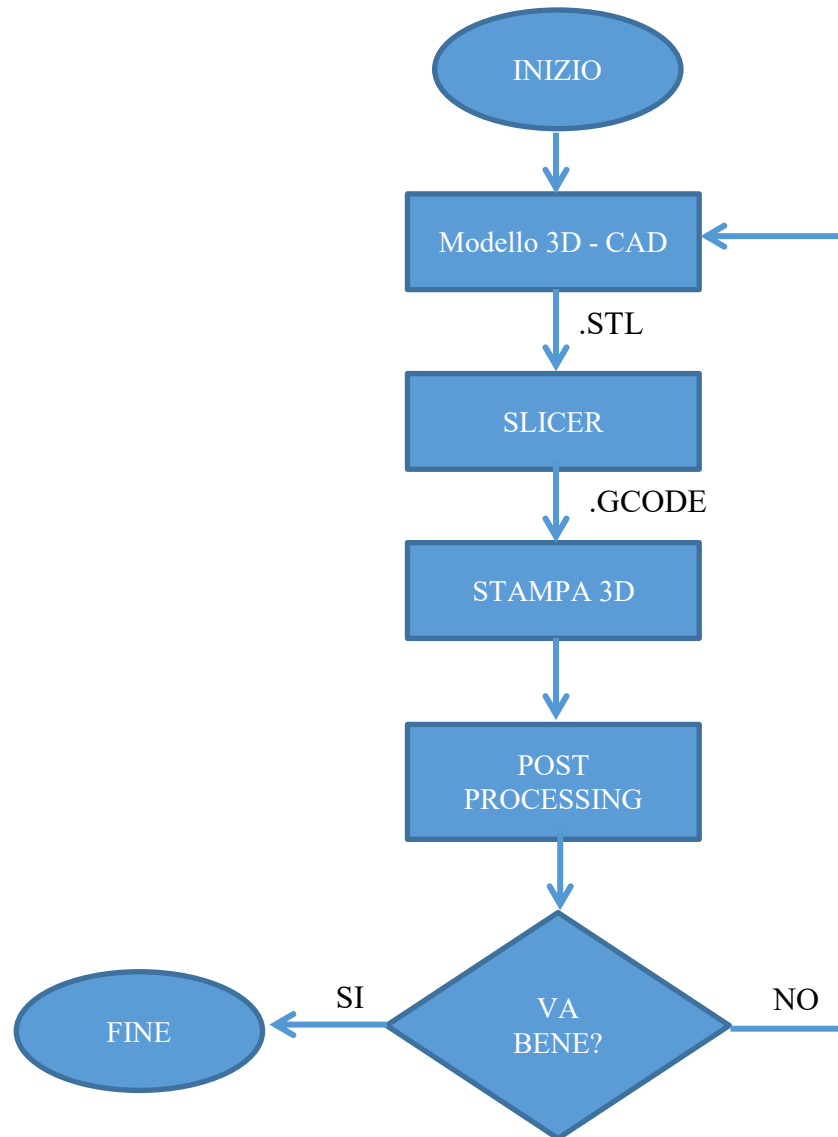 INIZIO
Modello 3D - CAD
.STL
SLICER
.GCODE
STAMPA 3D
POST
PROCESSING
SI
NO
VA
BENE?
FINE